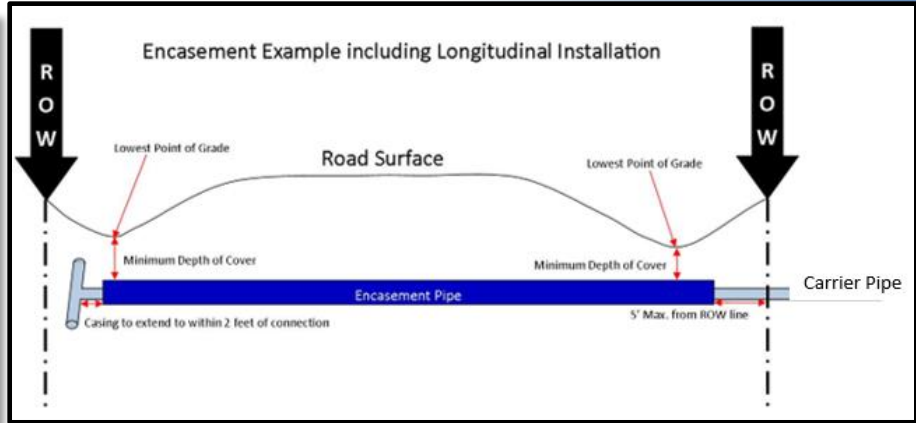 Encasement Example including Longitudinal Installation
R
O
W
R
O
W
Lowest Point of Grade
Road Surface
Lowest Point of Grade
Minimum Depth of Cover
Minimum Depth of Cover
Carrier Pipe
Encasement Pipe
Casing to extend to within 2 feet of connection
5' Max. from ROW line